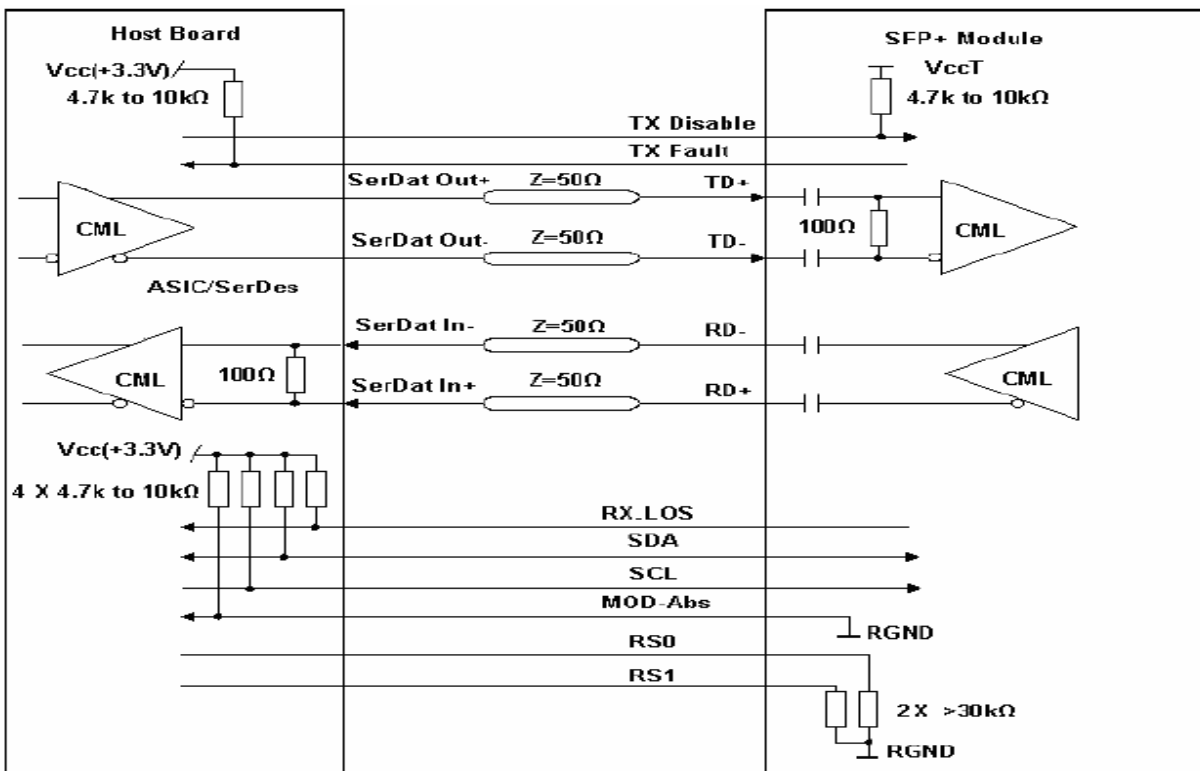 Host Board
SFP+ Module
Vcc(+3.3V)
4.7k to 10kΩ
VccT
4.7k to 10kΩ
TX Disable
TX Fault
SerDat Out+
Z=50Ω
TD+
CML
100Ω
CML
SerDat Out-
Z=50Ω
TD-
ASIC/SerDes
SerDat In-
Z=50Ω
RD-
CML
100Ω
SerDat In+
Z=50Ω
RD+
CML
Vcc(+3.3V)
4 X 4.7k to 10kΩ
RX_LOS
SDA
SCL
MOD-Abs
RGND
RS0
RS1
2X >30kΩ
RGND